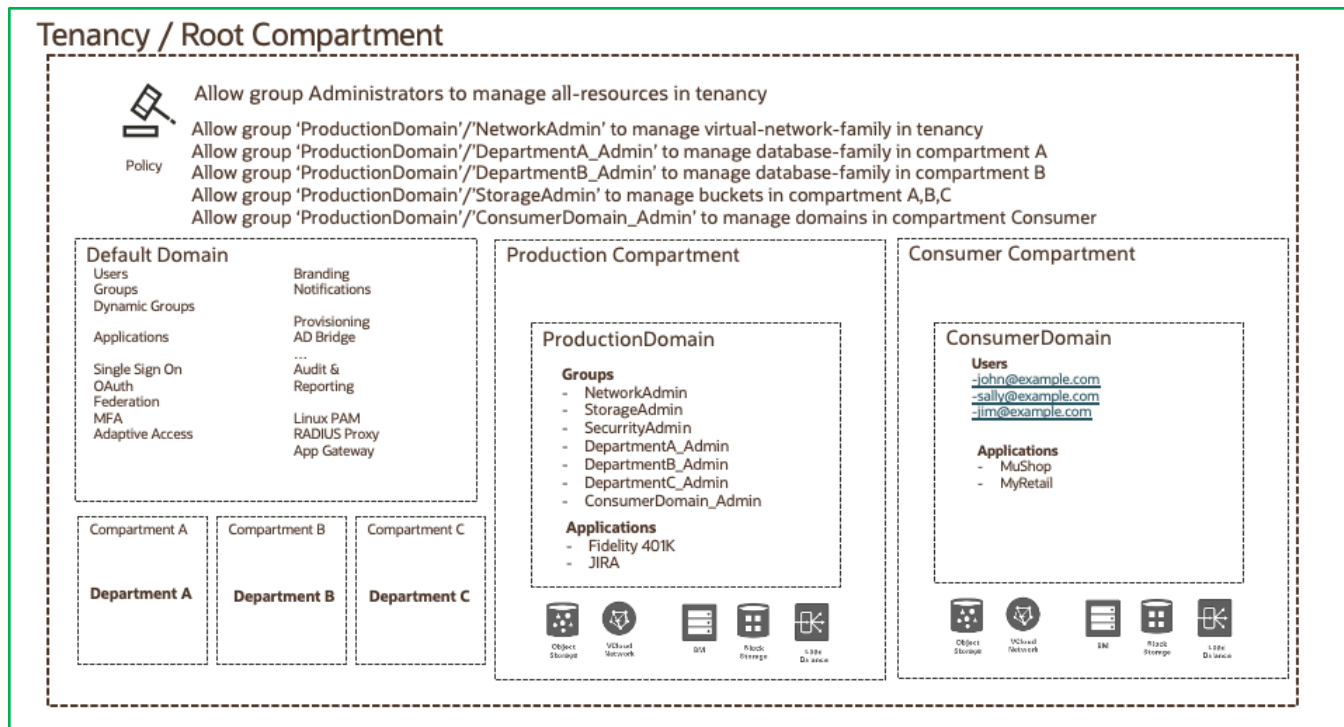 Tenancy / Root Compartment
Allow group Administrators to manage all-resources in tenancy
Allow group ‘ProductionDomain’/’NetworkAdmin’ to manage virtual-network-family in tenancy
Allow group ‘ProductionDomain’/’DepartmentA_Admin’ to manage database-family in compartment A
Policy
Allow group ‘ProductionDomain’/’DepartmentB_Admin’ to manage database-family in compartment B
Allow group ‘ProductionDomain’/’StorageAdmin’ to manage buckets in compartment A,B,C
Allow group ‘ProductionDomain’/’ConsumerDomain_Admin’ to manage domains in compartment Consumer
Default Domain
Users
Groups
Dynamic Groups
Applications
Single Sign On
OAuth
Federation
MFA
Adaptive Access
Branding
Notifications
Provisioning
AD Bridge
...
Audit &
Reporting
Linux PAM
RADIUS Proxy
App Gateway
Compartment A
Department A
Compartment B
Department B
Compartment C
Department C
Production Compartment
ProductionDomain
Groups
- NetworkAdmin
- StorageAdmin
- SecurrityAdmin
- DepartmentA_Admin
- DepartmentB_Admin
- DepartmentC_Admin
- ConsumerDomain_Admin
Applications
- Fidelity 401K
- JIRA
Object
Storage
VCloud
Network
BM
Block
Storage
Load
Balance
Consumer Compartment
ConsumerDomain
Users
-john@example.com
-sally@example.com
-jim@example.com
Applications
- MuShop
- MyRetail
Object
Storage
VCloud
Network
BM
Block
Storage
Load
Balance